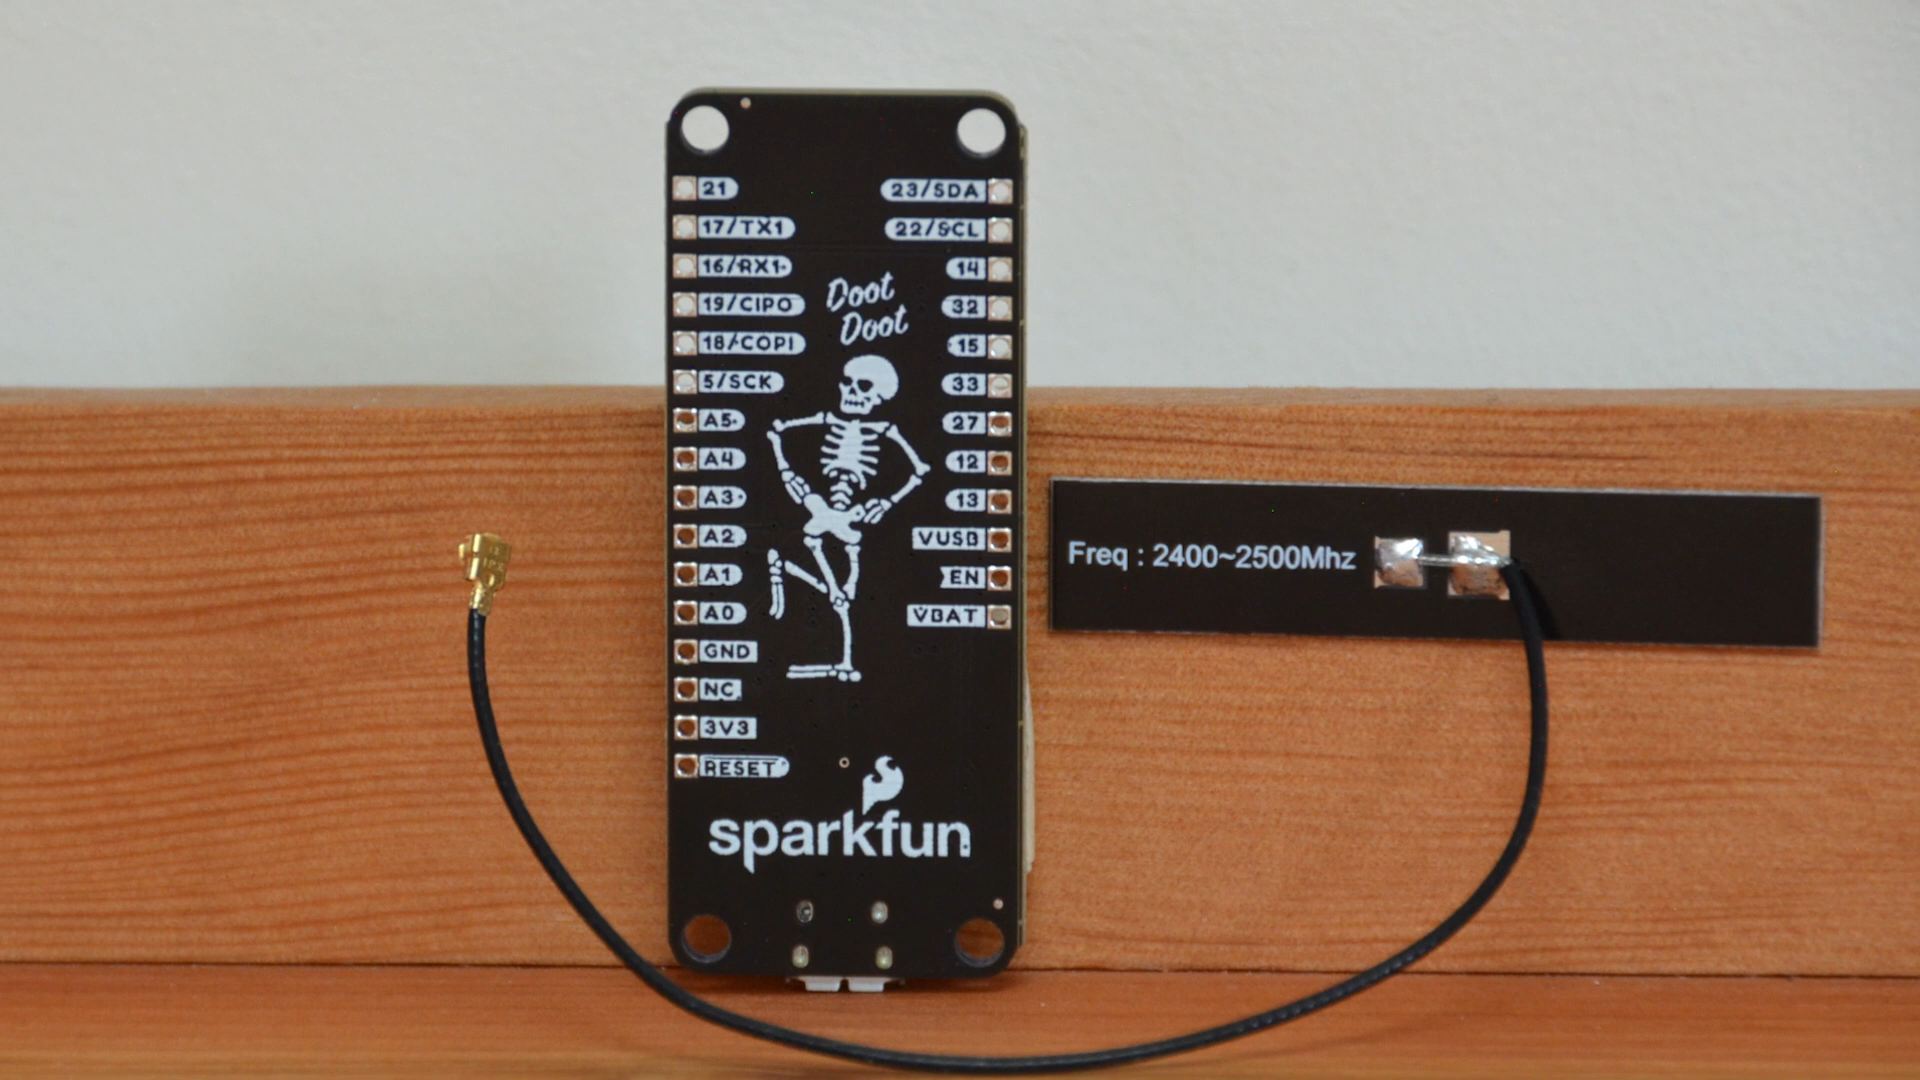 21
17/TX1
16/RX1
19/CIPO
18/COPI
5/SCK
A5
A4
A3
A2
A1
A0
GND
NC
3V3
RESET
Doot
Doot
23/SDA
22/SCL
14
32
15
33
27
12
13
VUSB
EN
VBAT
sparkfun
Freq : 2400~2500Mhz